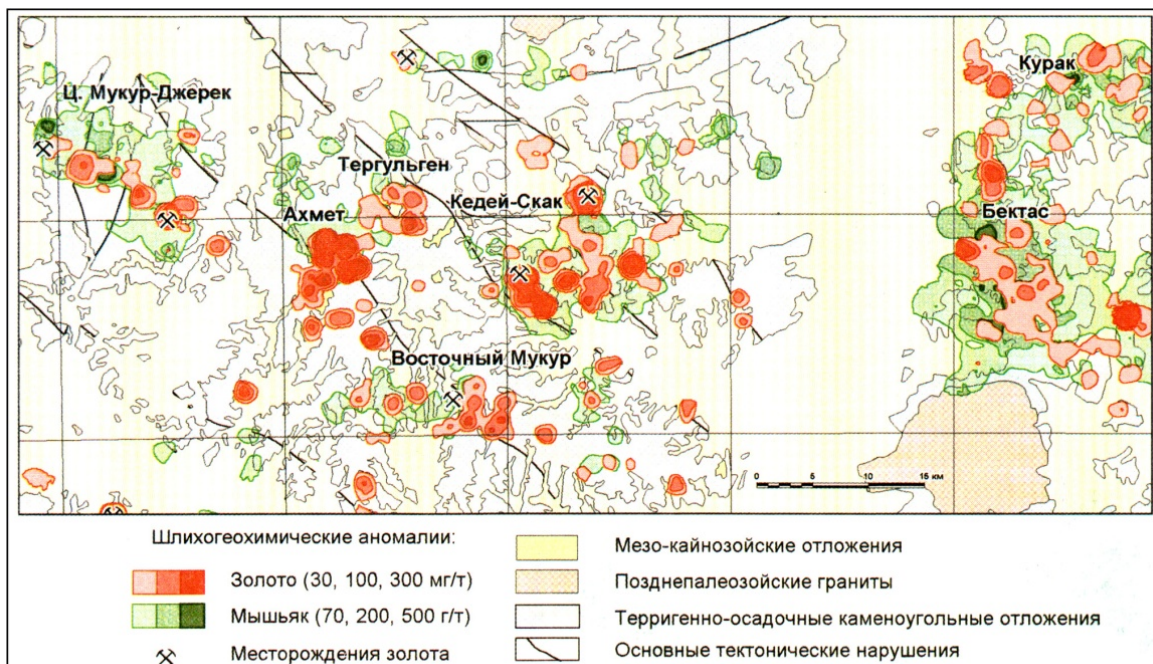 Ц. Мукур-Джерек
Курак
Тергульген
Кедей-Скак
Ахмет
Бектас
Восточный Мукур
0 5 10 15 км
Шлихогеохимические аномалии:
Золото (30, 100, 300 мг/т)
Мышьяк (70, 200, 500 г/т)
Месторождения золота
Мезо-кайнозойские отложения
Позднепалеозойские граниты
Терригенно-осадочные каменоугольные отложения
Основные тектонические нарушения